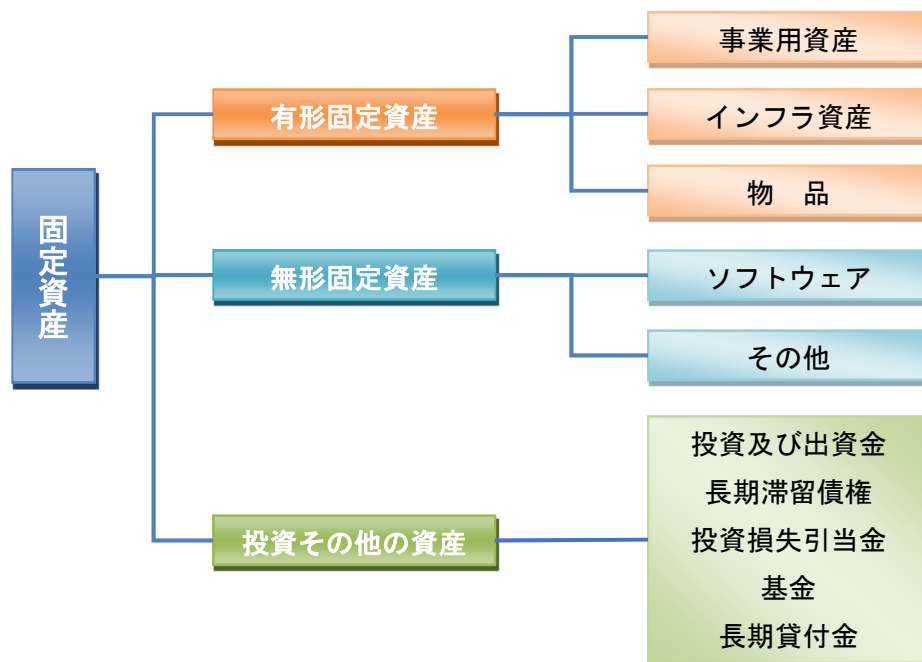 固定資産
有形固定資産
事業用資産
インフラ資産
物　品
無形固定資産
ソフトウェア
その他
投資その他の資産
投資及び出資金
長期滞留債権
投資損失引当金
基金
長期貸付金